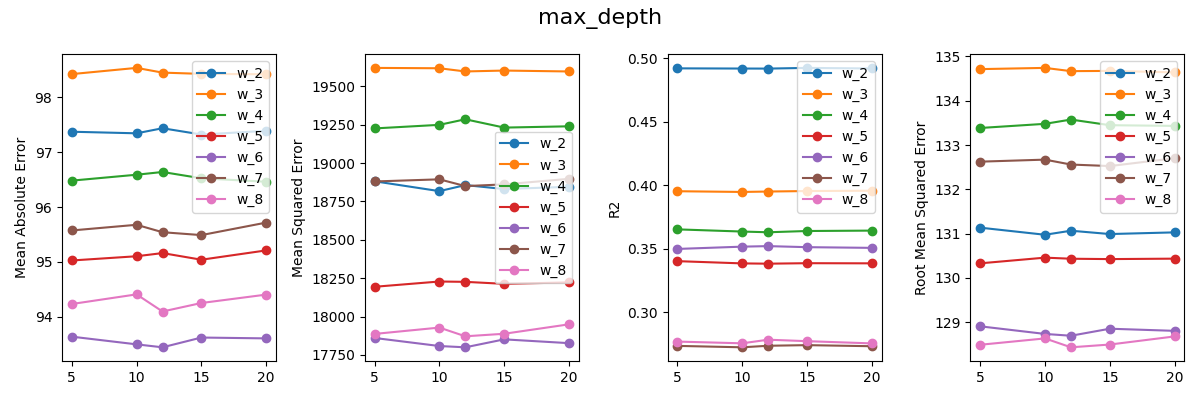 max_depth
Mean Absolute Error
98
97
96
95
94
5
10
15
20
w_2
w_3
w_4
w_5
w_6
w_7
w_8
Mean Squared Error
19500
19250
19000
18750
18500
18250
18000
17750
5
10
15
20
w_2
w_3
w_4
w_5
w_6
w_7
w_8
R2
0.50
0.45
0.40
0.35
0.30
5
10
15
20
w_2
w_3
w_4
w_5
w_6
w_7
w_8
Root Mean Squared Error
135
134
133
132
131
130
129
5
10
15
20
w_2
w_3
w_4
w_5
w_6
w_7
w_8